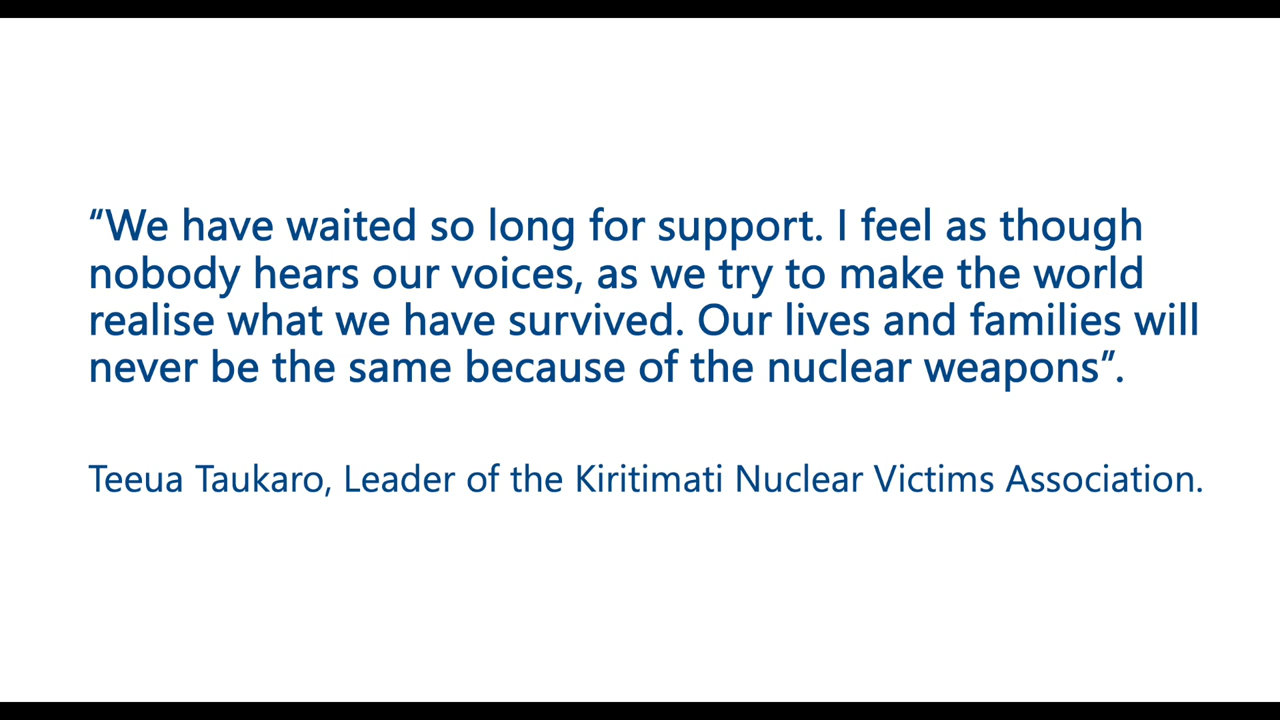 “We have waited so long for support. I feel as though
nobody hears our voices, as we try to make the world
realise what we have survived. Our lives and families will
never be the same because of the nuclear weapons”.
Teeua Taukaro, Leader of the Kiritimati Nuclear Victims Association.